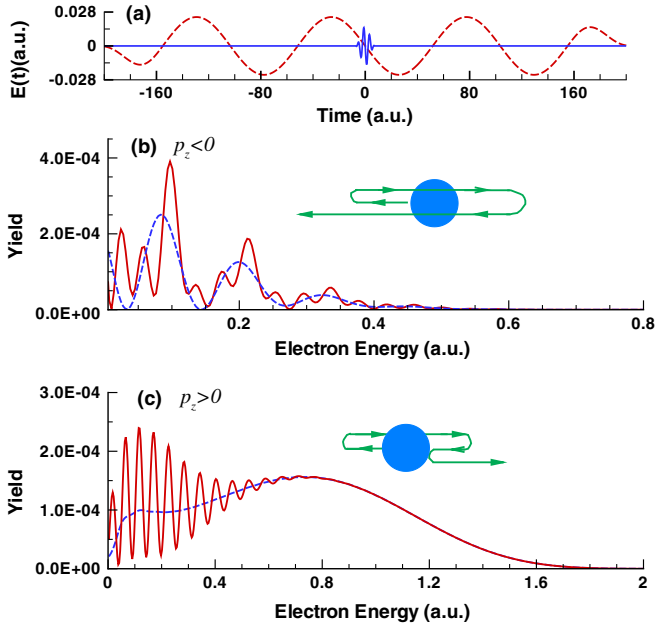 (a)
E(t)(a.u.)
0.028
0
-0.028
-160 -80 0 80 160
Time (a.u.)
(b) p_z<0
Yield
4.0E-04
2.0E-04
0.0E+00
0.2 0.4 0.6 0.8
Electron Energy (a.u.)
(c) p_z>0
Yield
3.0E-04
2.0E-04
1.0E-04
0.0E+00
0 0.4 0.8 1.2 1.6 2
Electron Energy (a.u.)